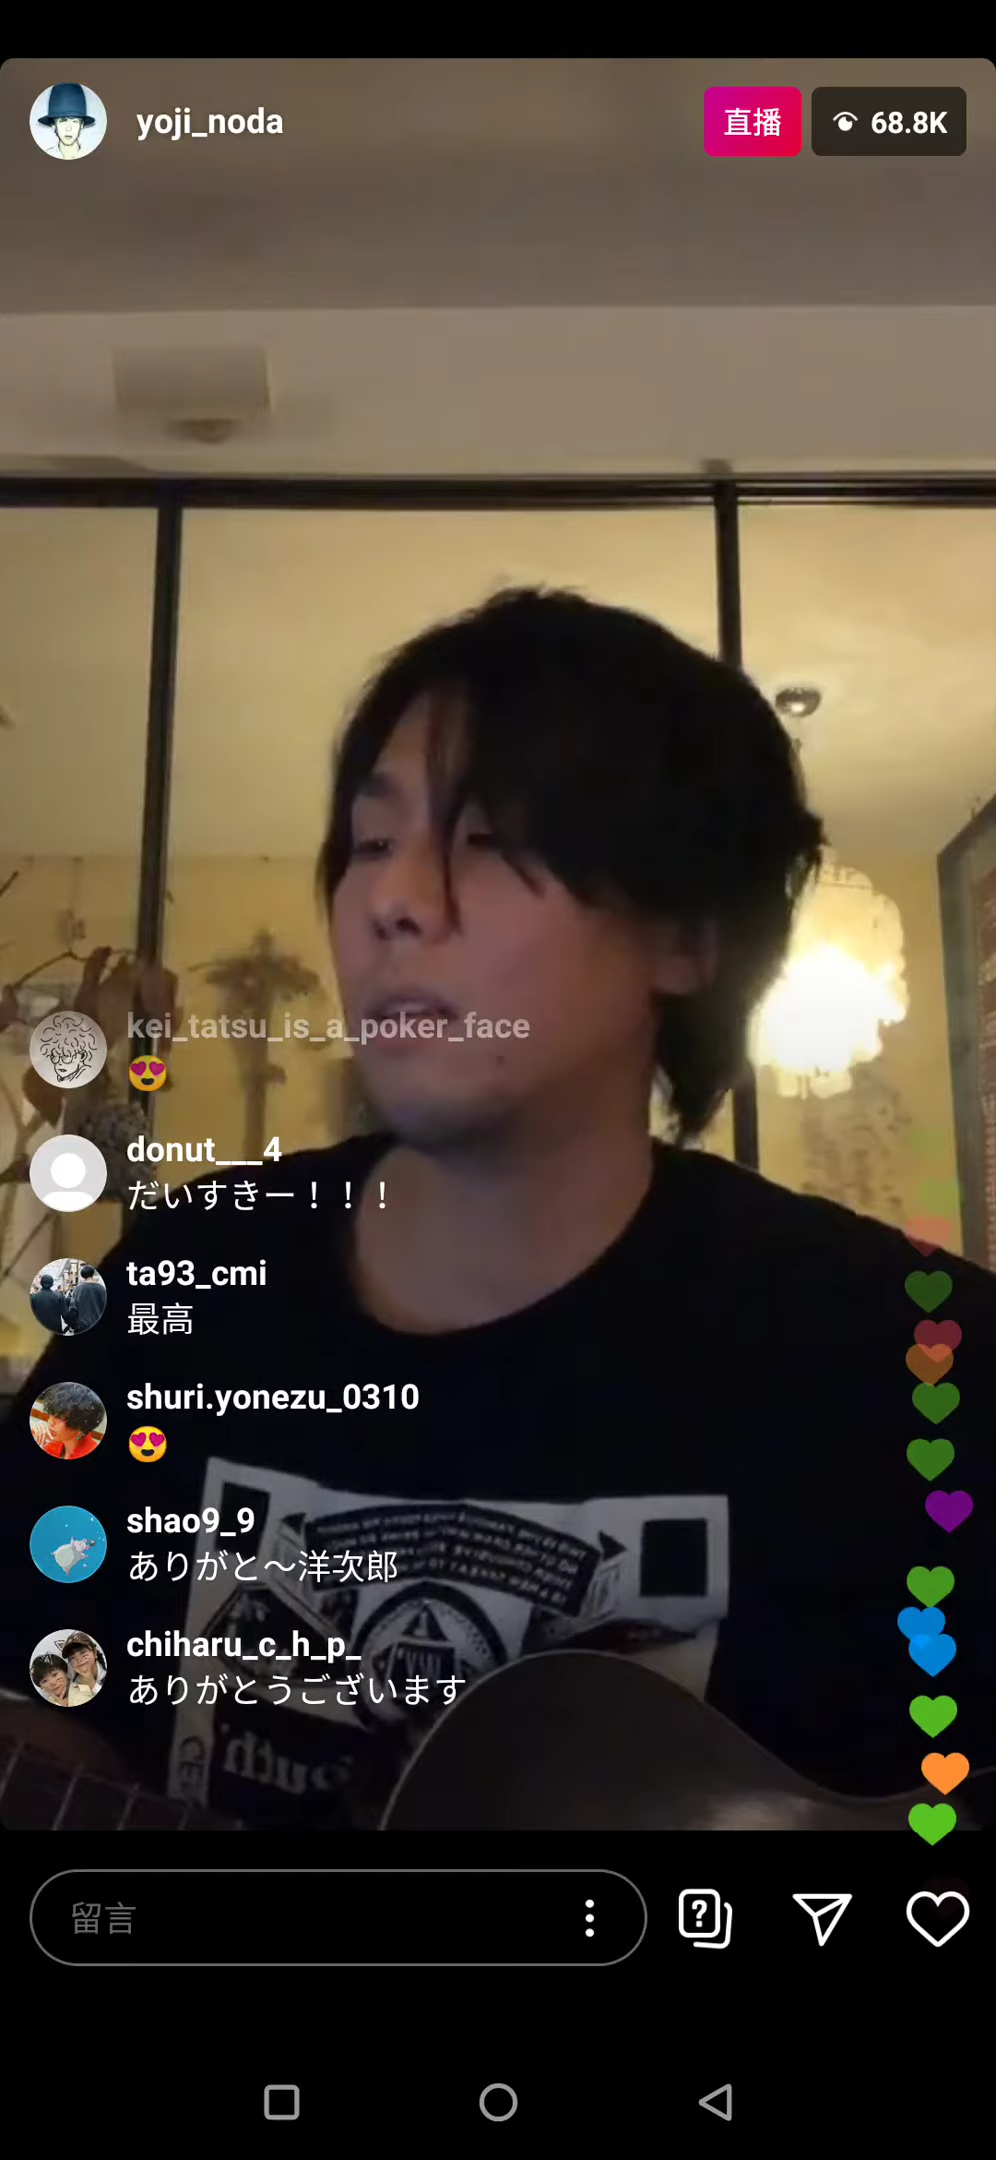 yoji_noda
直播
68.8K
kei_tatsu_is_a_poker_face
😍
donut___4
だいすきー！！！
ta93_cmi
最高
shuri.yonezu_0310
😍
shao9_9
ありがと〜洋次郎
chiharu_c_h_p_
ありがとうございます
留言